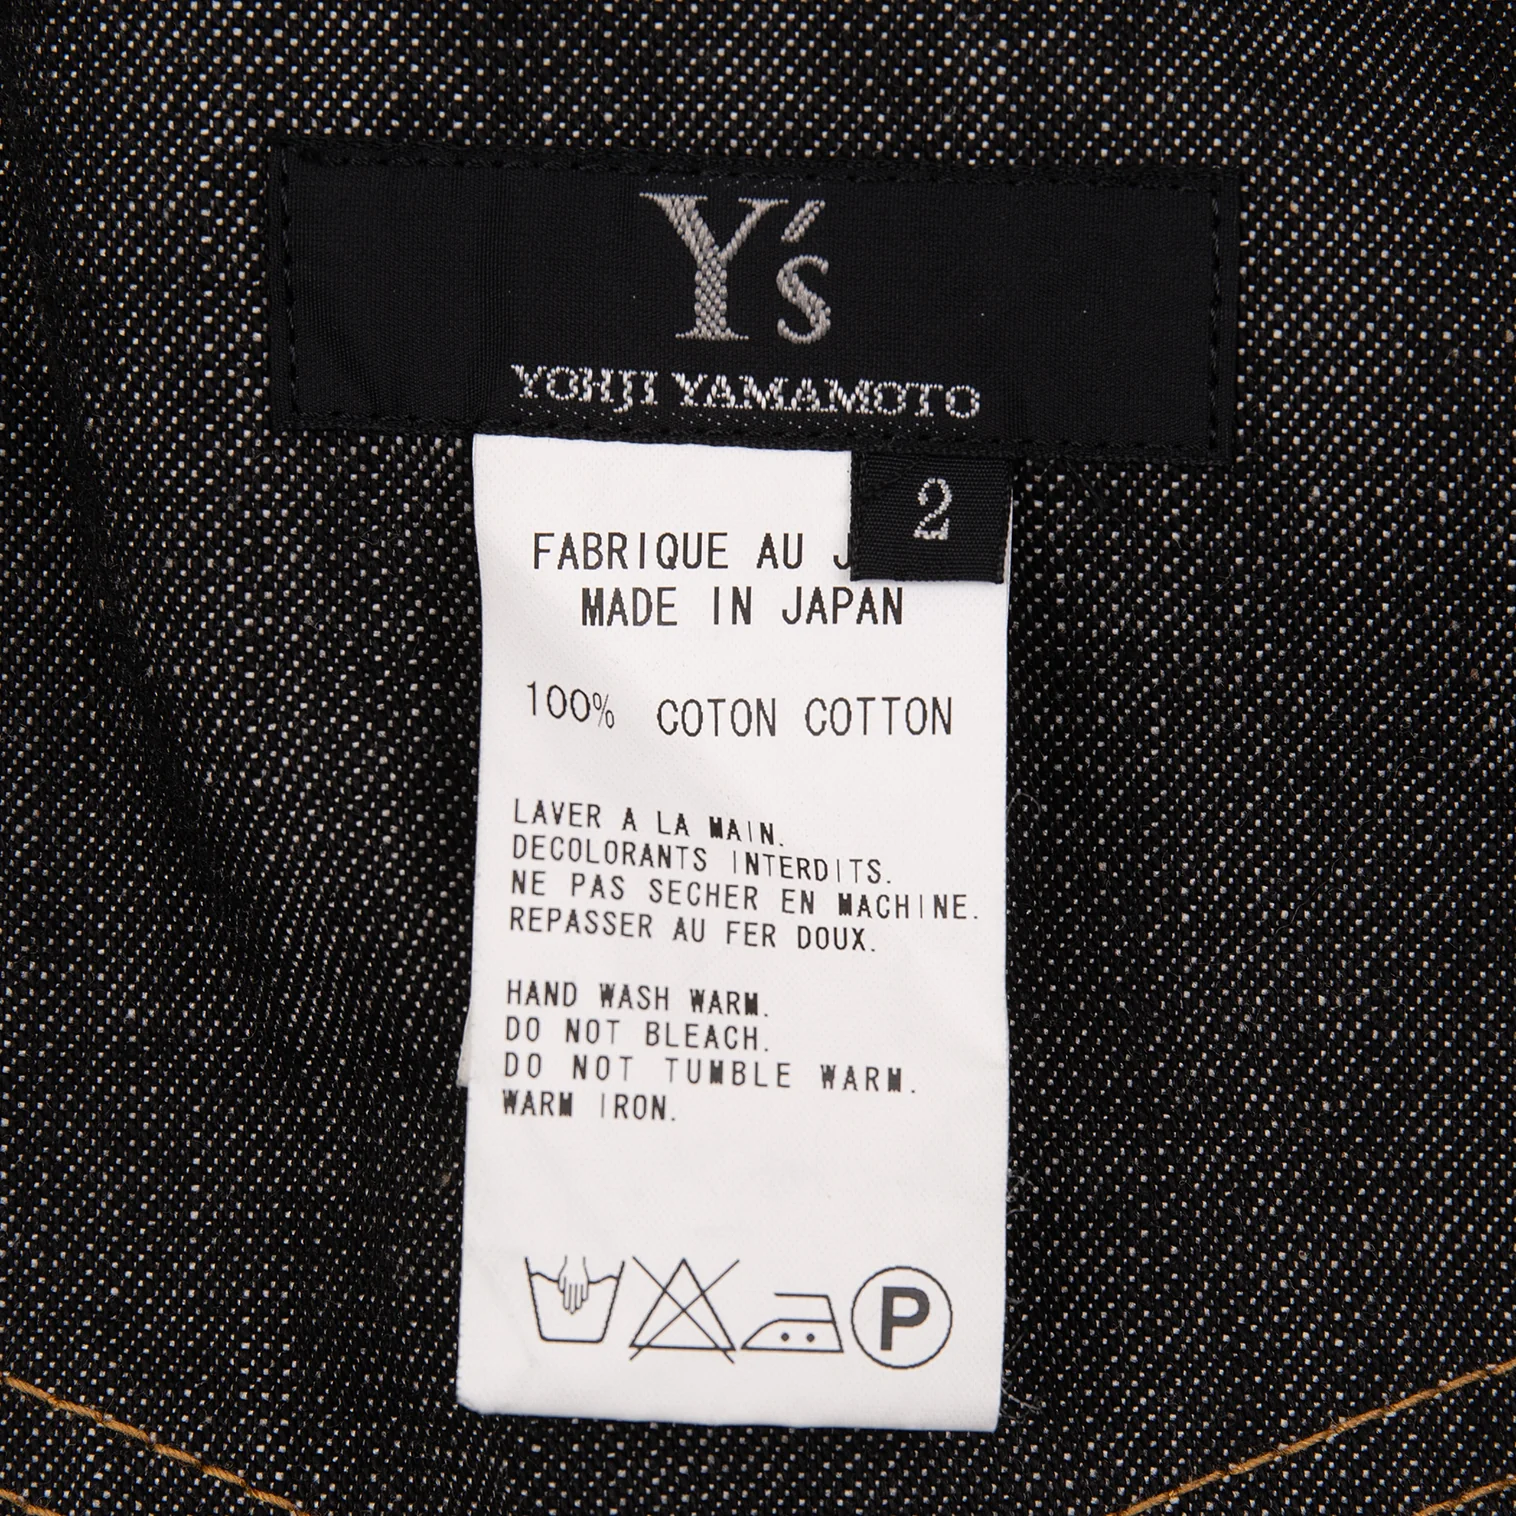 Y's
YOHJI YAMAMOTO
2
FABRIQUE AU
MADE IN JAPAN
100% COTON COTTON
LAVER A LA MAIN.
DECOLORANTS INTERDITS.
NE PAS SECHER EN MACHINE.
REPASSER AU FER DOUX.
HAND WASH WARM.
DO NOT BLEACH.
DO NOT TUMBLE WARM.
WARM IRON.
P